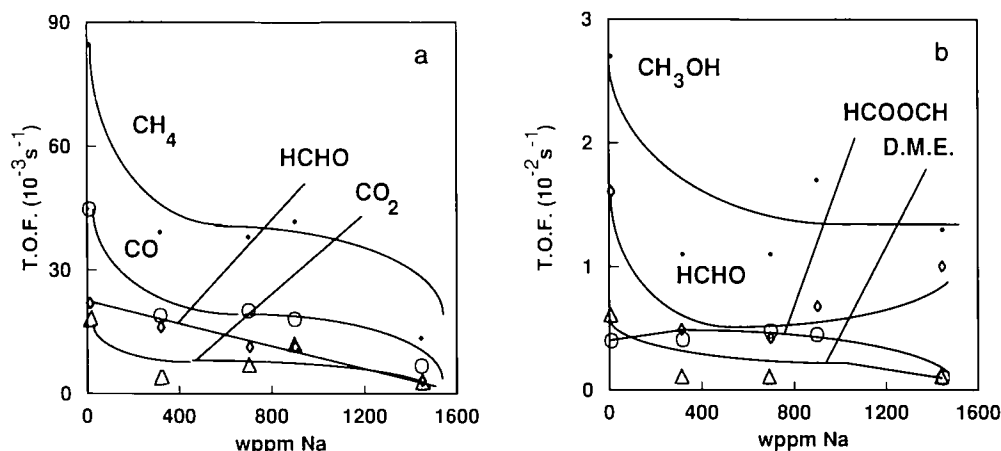 90
60
30
0
T.O.F. (10⁻³s⁻¹)
a
CH₄
HCHO
CO₂
CO
0 400 800 1200 1600
wppm Na
3
2
1
0
T.O.F. (10⁻²s⁻¹)
b
CH₃OH
HCOOCH
D.M.E.
HCHO
0 400 800 1200 1600
wppm Na